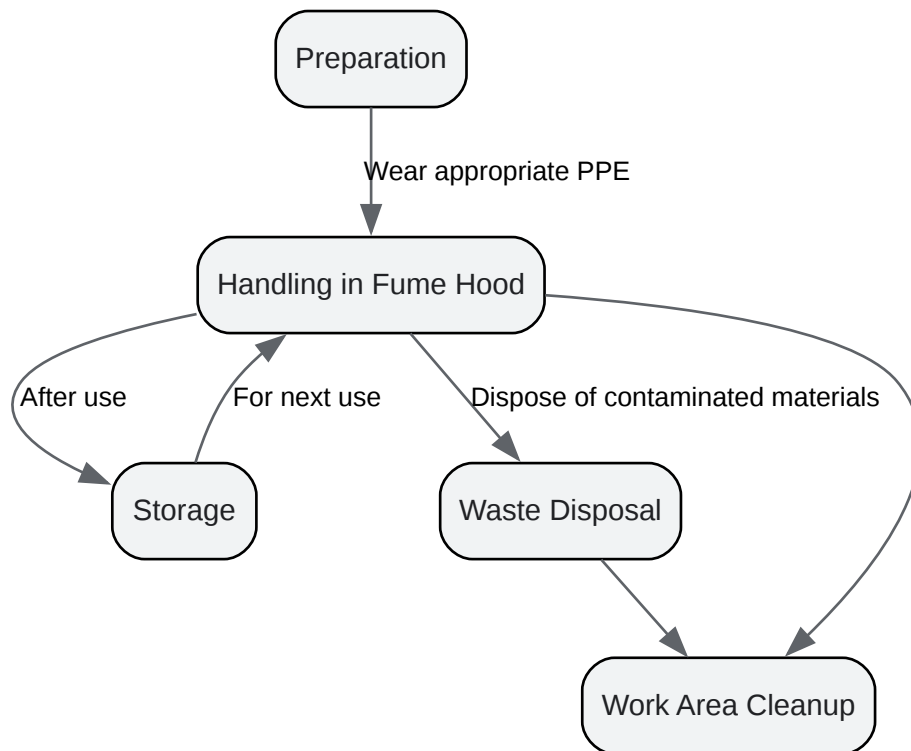 Preparation
Wear appropriate PPE
Handling in Fume Hood
After use
For next use
Dispose of contaminated materials
Storage
Waste Disposal
Work Area Cleanup